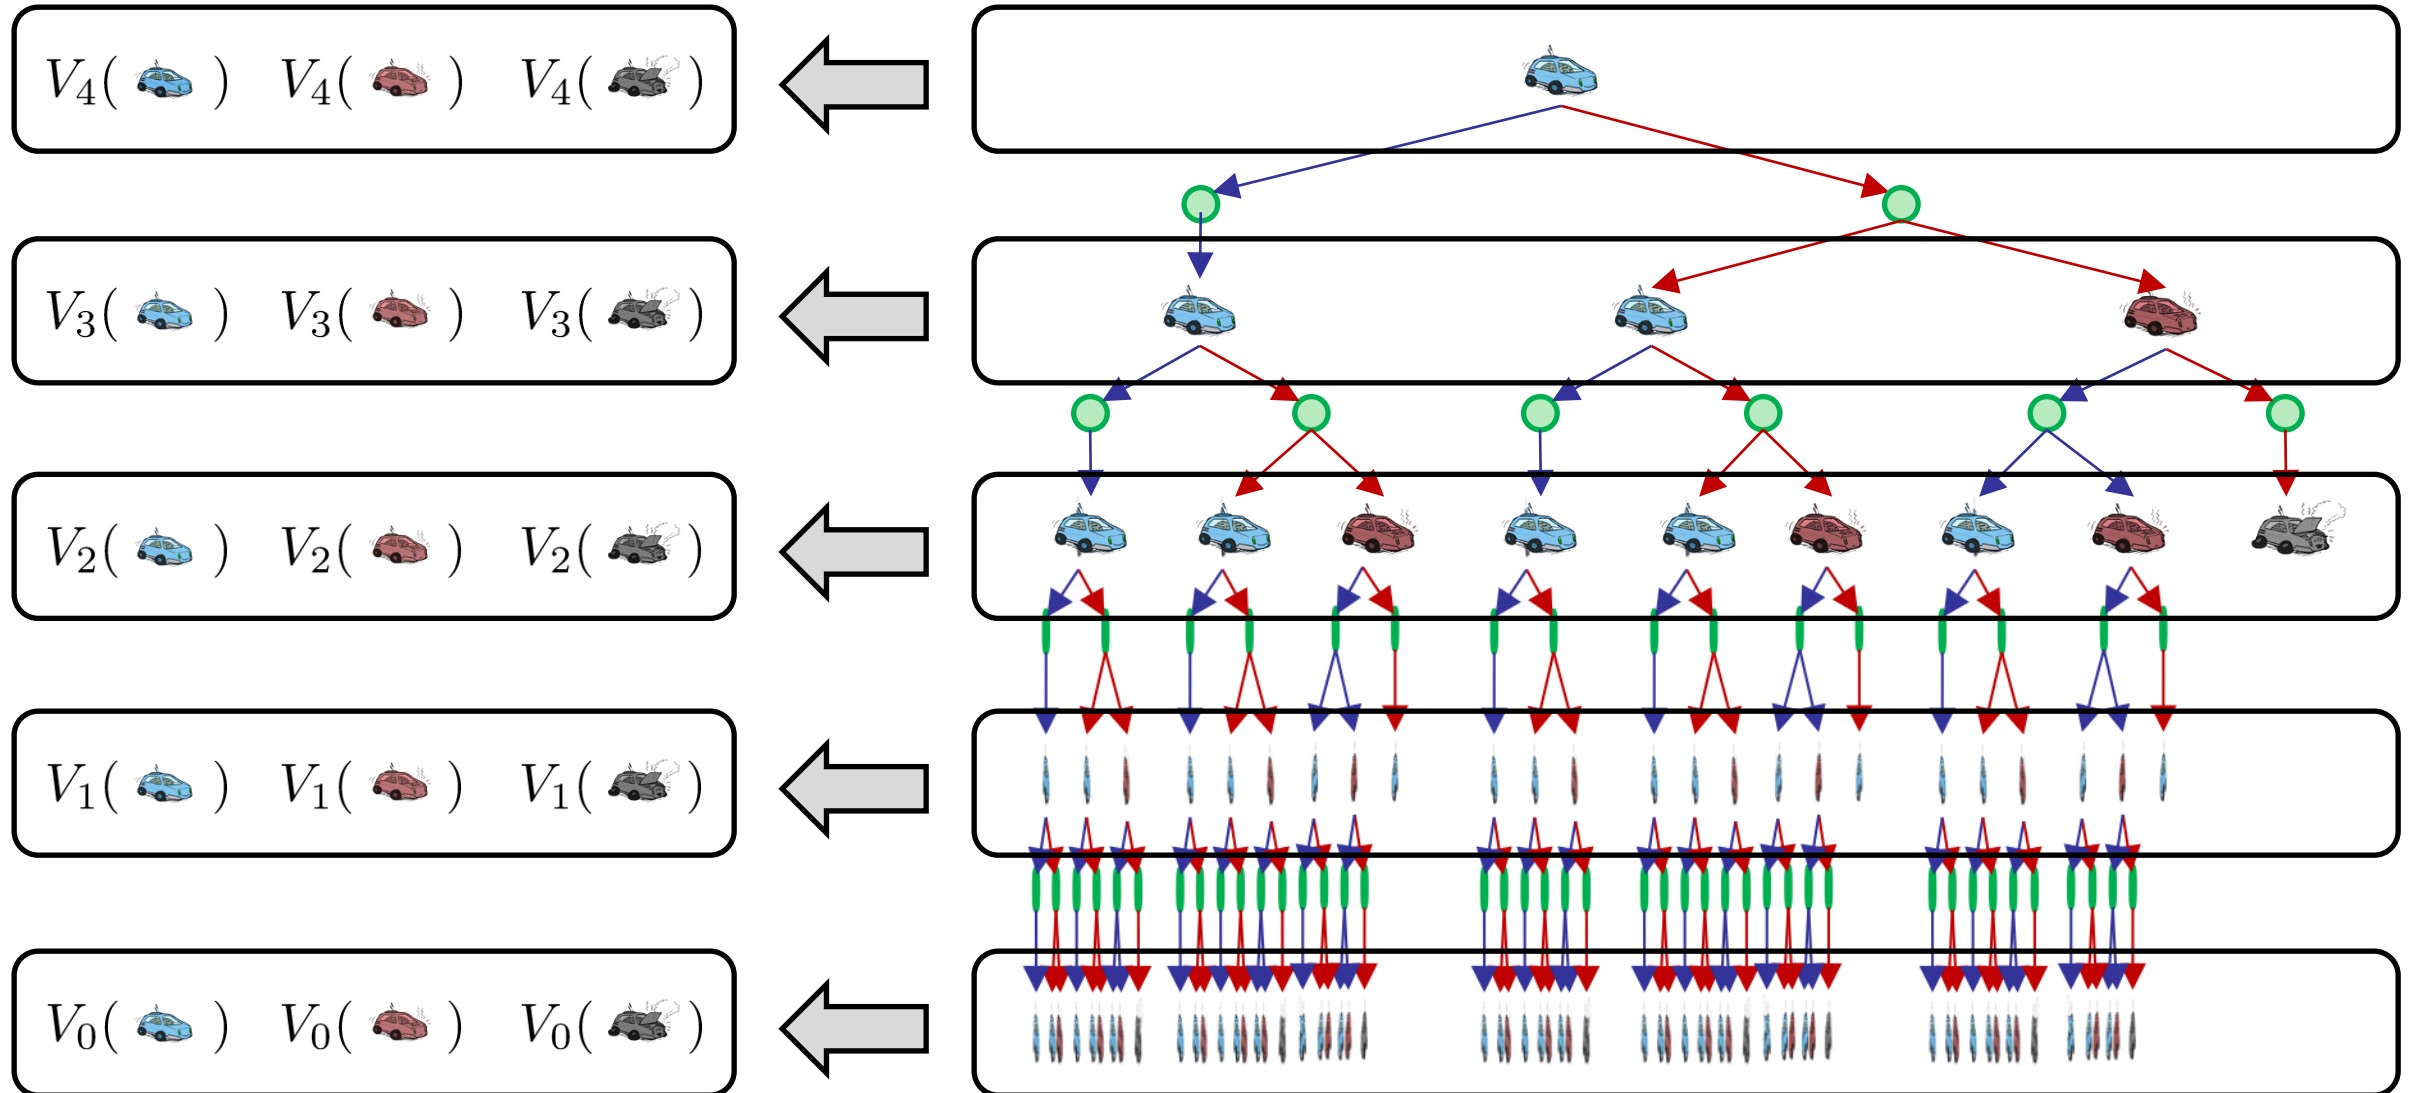 V₄( ) V₄( ) V₄( )
V₃( ) V₃( ) V₃( )
V₂( ) V₂( ) V₂( )
V₁( ) V₁( ) V₁( )
V₀( ) V₀( ) V₀( )